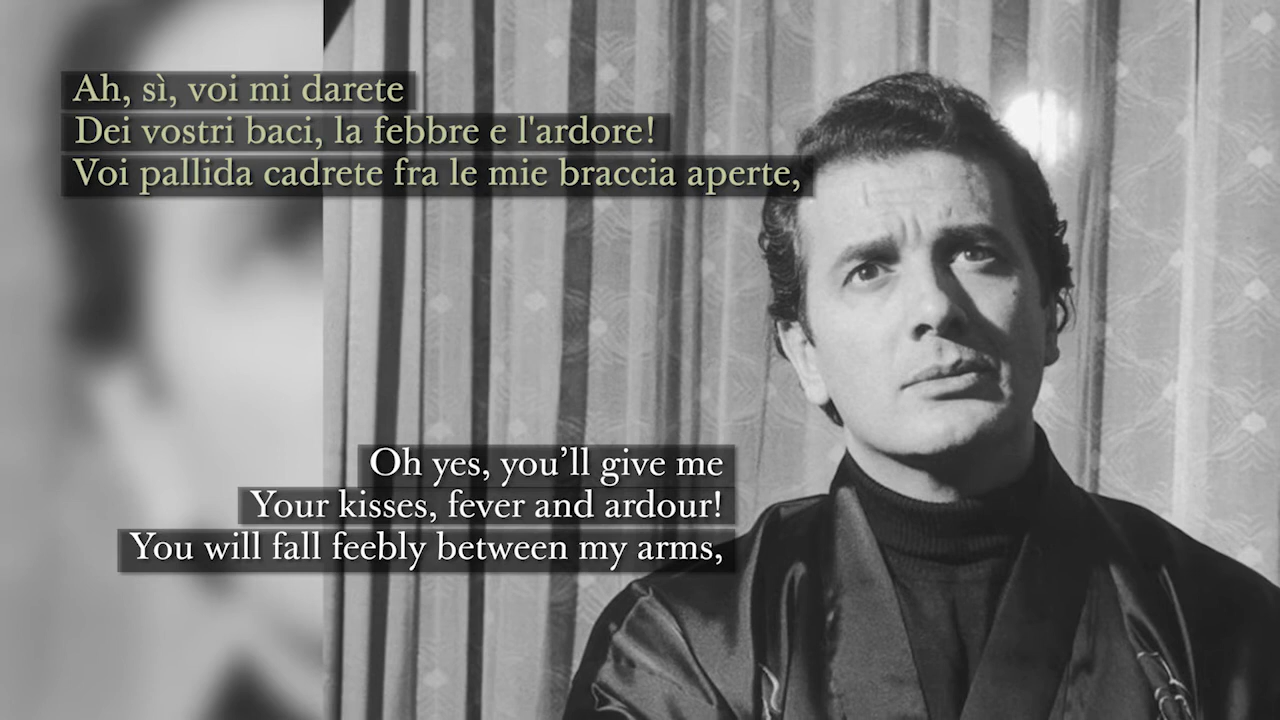 Ah, sì, voi mi darete
Dei vostri baci, la febbre e l'ardore!
Voi pallida cadrete fra le mie braccia aperte,
Oh yes, you’ll give me
Your kisses, fever and ardour!
You will fall feebly between my arms,